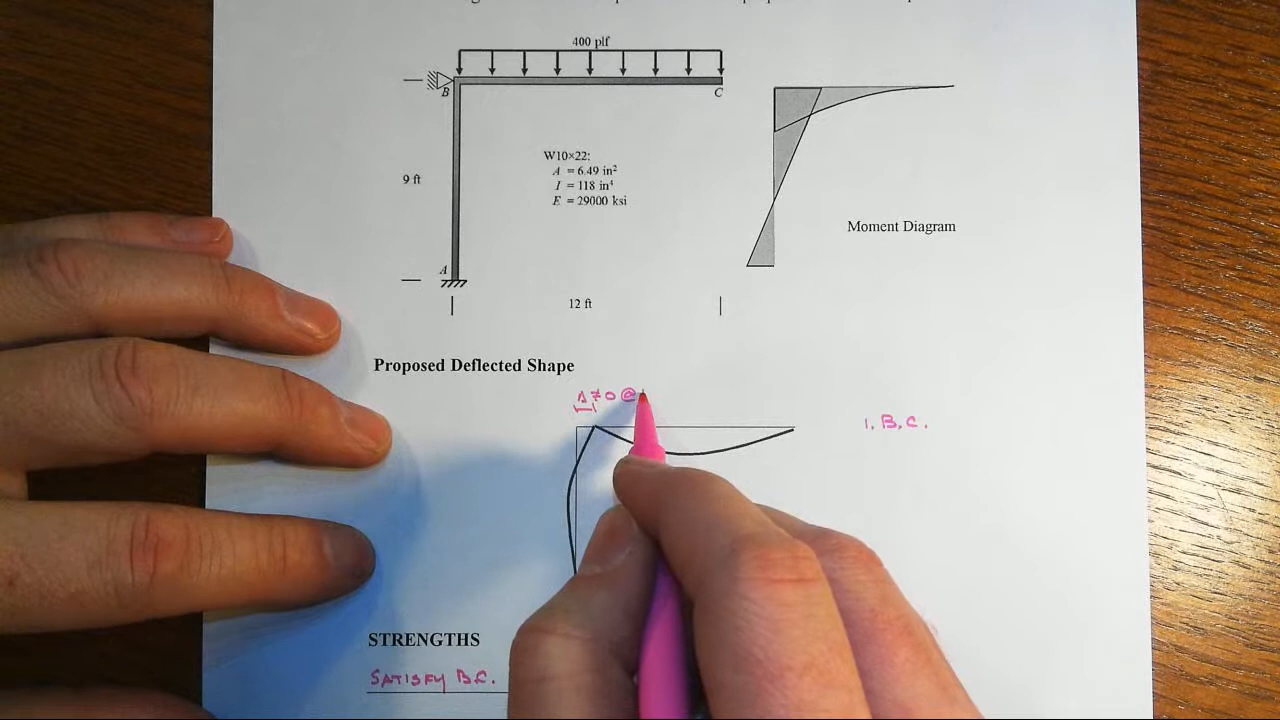 400 plf
B
C
W10×22:
A = 6.49 in²
I = 118 in⁴
E = 29000 ksi
9 ft
Moment Diagram
A
12 ft
Proposed Deflected Shape
Δ≠0 @
1. B.C.
STRENGTHS
SATISFY B.C.